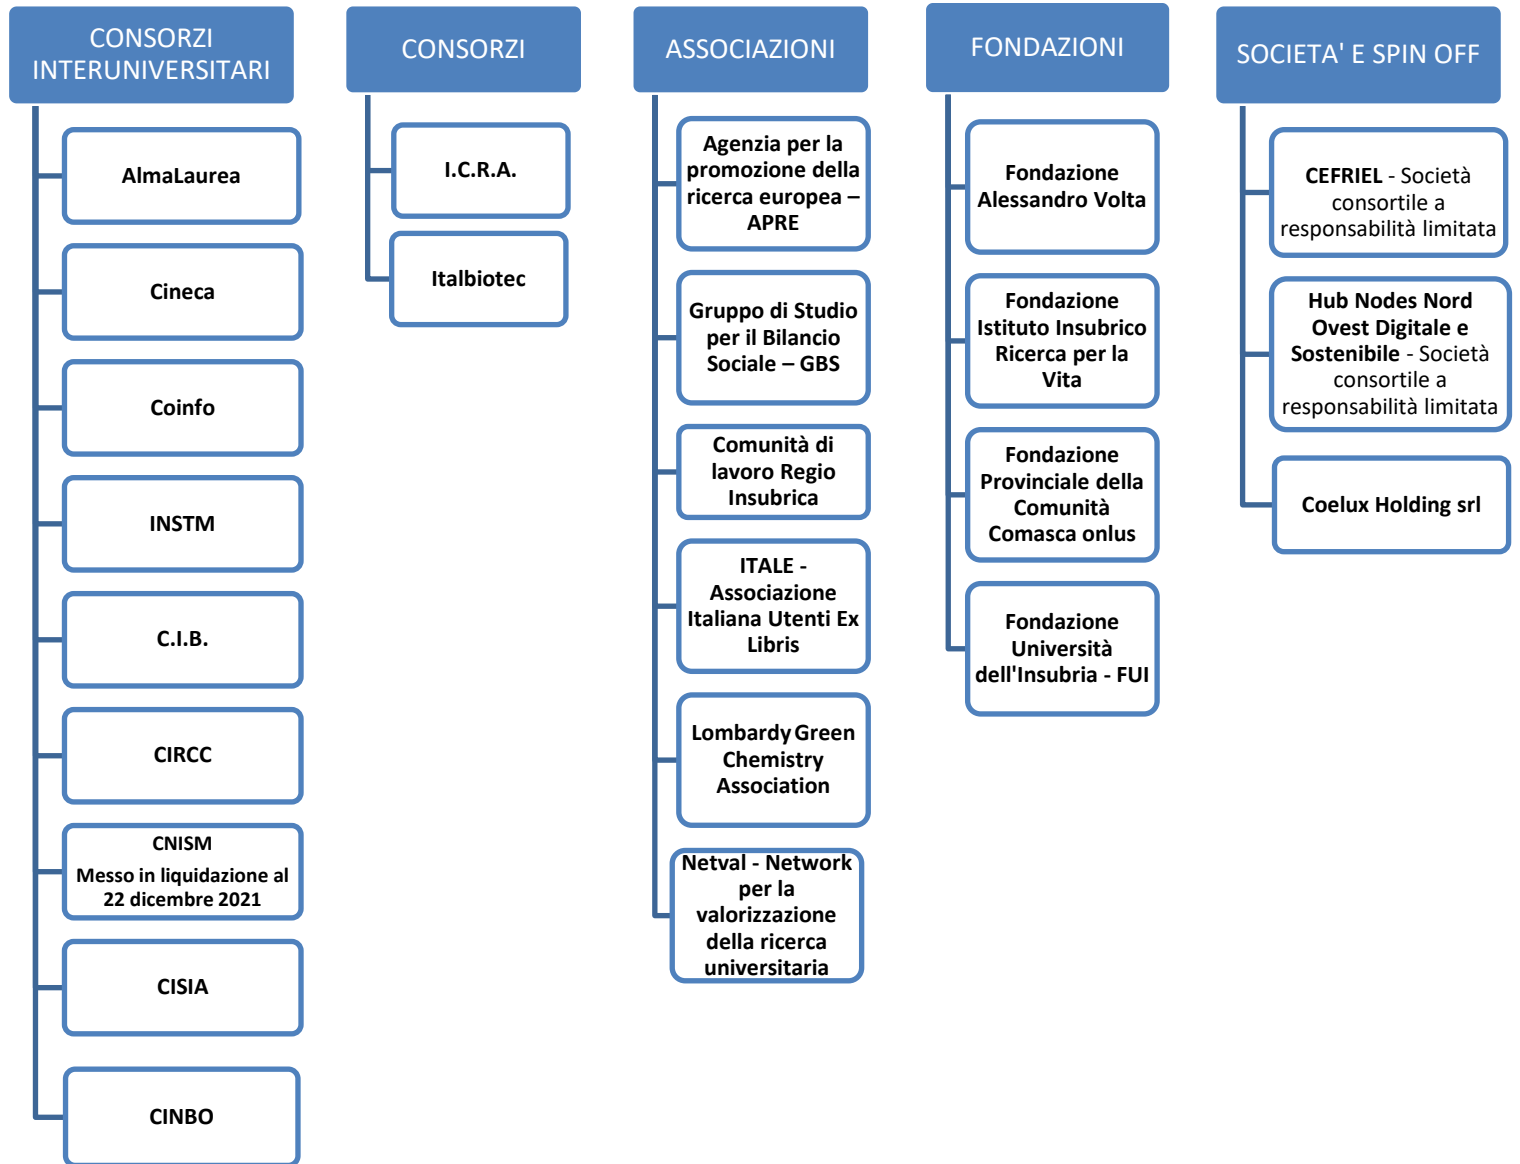 CONSORZI
INTERUNIVERSITARI
AlmaLaurea
Cineca
Coinfo
INSTM
C.I.B.
CIRCC
CNISM
Messo in liquidazione al
22 dicembre 2021
CISIA
CINBO
CONSORZI
I.C.R.A.
Italbiotec
ASSOCIAZIONI
Agenzia per la
promozione della
ricerca europea –
APRE
Gruppo di Studio
per il Bilancio
Sociale – GBS
Comunità di
lavoro Regio
Insubrica
ITALE -
Associazione
Italiana Utenti Ex
Libris
Lombardy Green
Chemistry
Association
Netval - Network
per la
valorizzazione
della ricerca
universitaria
FONDAZIONI
Fondazione
Alessandro Volta
Fondazione
Istituto Insubrico
Ricerca per la
Vita
Fondazione
Provinciale della
Comunità
Comasca onlus
Fondazione
Università
dell'Insubria - FUI
SOCIETA' E SPIN OFF
CEFRIEL - Società
consortile a
responsabilità limitata
Hub Nodes Nord
Ovest Digitale e
Sostenibile - Società
consortile a
responsabilità limitata
Coelux Holding srl